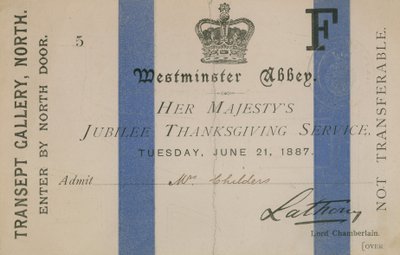 TRANSEPT GALLERY, NORTH.
ENTER BY NORTH DOOR.
5
F
Westminster Abbey.
HER MAJESTY'S
JUBILEE THANKSGIVING SERVICE,
TUESDAY, JUNE 21, 1887.
Admit Mr Childers
Lathom
Lord Chamberlain.
[OVER
NOT TRANSFERABLE.